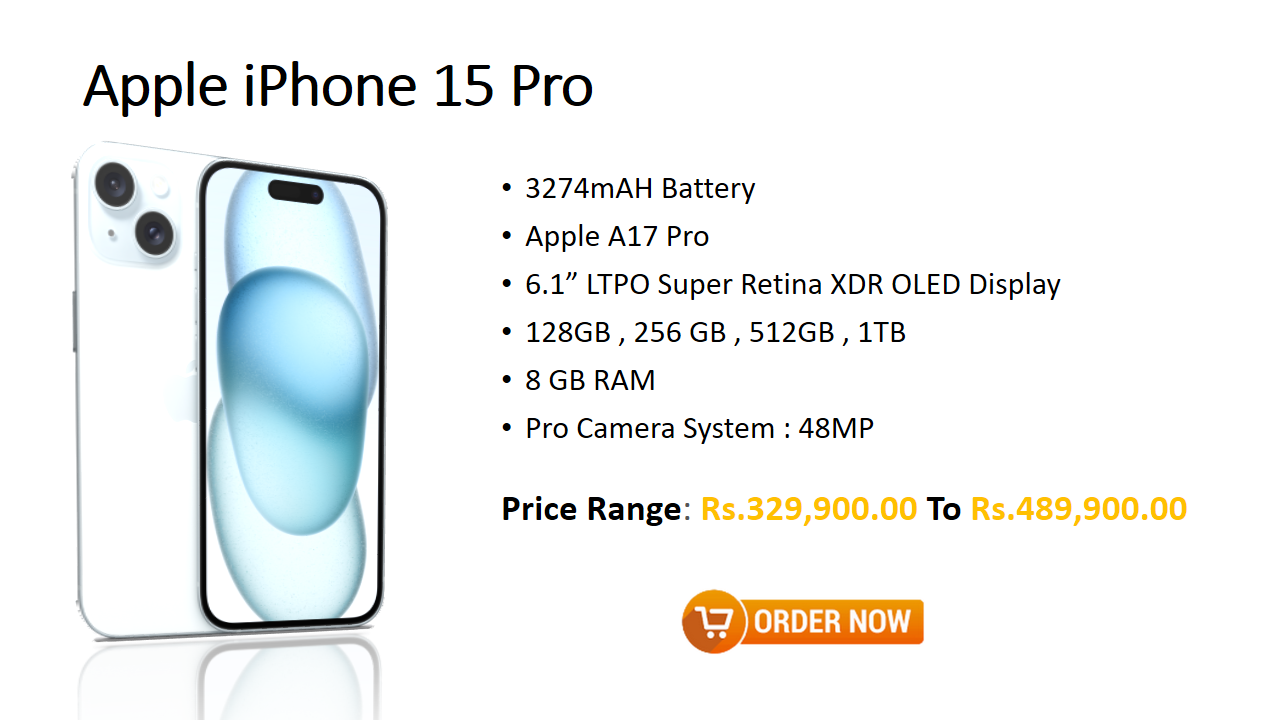 Apple iPhone 15 Pro
• 3274mAH Battery
• Apple A17 Pro
• 6.1” LTPO Super Retina XDR OLED Display
• 128GB , 256 GB , 512GB , 1TB
• 8 GB RAM
• Pro Camera System : 48MP
Price Range: Rs.329,900.00 To Rs.489,900.00
ORDER NOW